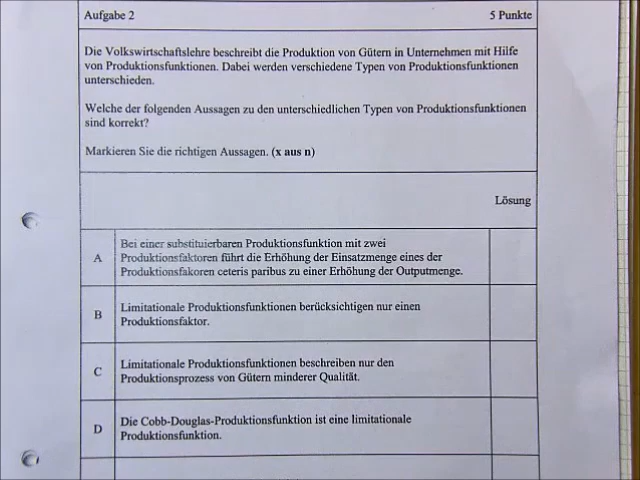 Aufgabe 2 5 Punkte
Die Volkswirtschaftslehre beschreibt die Produktion von Gütern in Unternehmen mit Hilfe
von Produktionsfunktionen. Dabei werden verschiedene Typen von Produktionsfunktionen
unterschieden.
Welche der folgenden Aussagen zu den unterschiedlichen Typen von Produktionsfunktionen
sind korrekt?
Markieren Sie die richtigen Aussagen. (x aus n)
Lösung
A Bei einer substituierbaren Produktionsfunktion mit zwei
Produktionsfaktoren führt die Erhöhung der Einsatzmenge eines der
Produktionsfakoren ceteris paribus zu einer Erhöhung der Outputmenge.
B Limitationale Produktionsfunktionen berücksichtigen nur einen
Produktionsfaktor.
C Limitationale Produktionsfunktionen beschreiben nur den
Produktionsprozess von Gütern minderer Qualität.
D Die Cobb-Douglas-Produktionsfunktion ist eine limitationale
Produktionsfunktion.